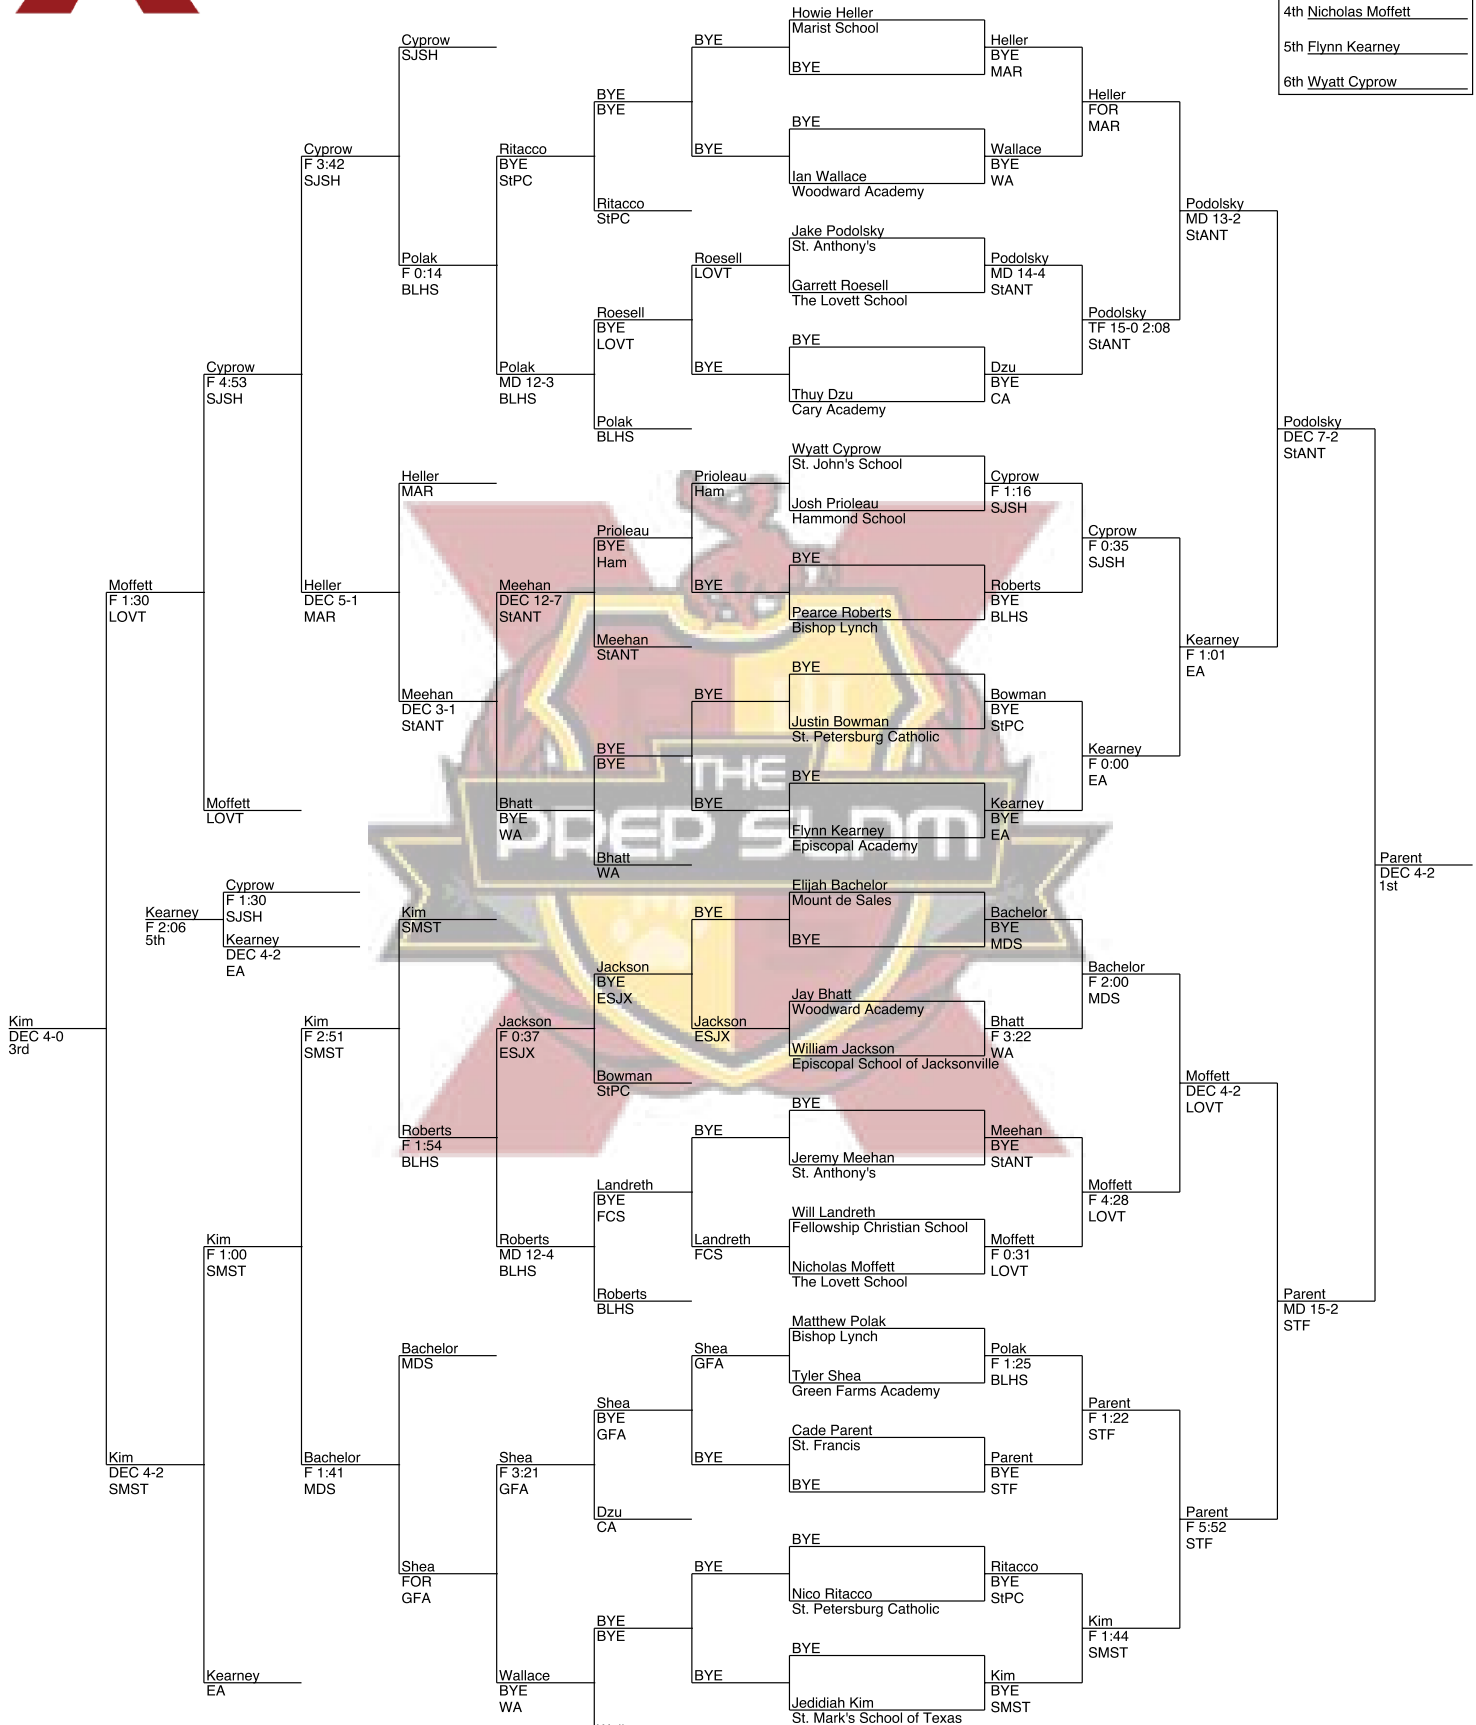 4th Nicholas Moffett
5th Flynn Kearney
6th Wyatt Cyprow
Howie Heller
Marist School
BYE
BYE
Ian Wallace
Woodward Academy
Jake Podolsky
St. Anthony's
Garrett Roesell
The Lovett School
BYE
Thuy Dzu
Cary Academy
Wyatt Cyprow
St. John's School
Josh Prioleau
Hammond School
BYE
Pearce Roberts
Bishop Lynch
BYE
Justin Bowman
St. Petersburg Catholic
BYE
Flynn Kearney
Episcopal Academy
Elijah Bachelor
Mount de Sales
BYE
Jay Bhatt
Woodward Academy
William Jackson
Episcopal School of Jacksonville
BYE
Jeremy Meehan
St. Anthony's
Will Landreth
Fellowship Christian School
Nicholas Moffett
The Lovett School
Matthew Polak
Bishop Lynch
Tyler Shea
Green Farms Academy
Cade Parent
St. Francis
BYE
BYE
Nico Ritacco
St. Petersburg Catholic
BYE
Jedidiah Kim
St. Mark's School of Texas
Heller
BYE
MAR
Wallace
BYE
WA
Podolsky
MD 14-4
StANT
Dzu
BYE
CA
Cyprow
F 1:16
SJSH
Roberts
BYE
BLHS
Bowman
BYE
StPC
Kearney
BYE
EA
Bachelor
BYE
MDS
Bhatt
F 3:22
WA
Meehan
BYE
StANT
Moffett
F 0:31
LOVT
Polak
F 1:25
BLHS
Parent
BYE
STF
Ritacco
BYE
StPC
Kim
BYE
SMST
Heller
FOR
MAR
Podolsky
TF 15-0 2:08
StANT
Cyprow
F 0:35
SJSH
Kearney
F 0:00
EA
Bachelor
F 2:00
MDS
Moffett
F 4:28
LOVT
Parent
F 1:22
STF
Kim
F 1:44
SMST
Podolsky
MD 13-2
StANT
Kearney
F 1:01
EA
Moffett
DEC 4-2
LOVT
Parent
F 5:52
STF
Podolsky
DEC 7-2
StANT
Parent
MD 15-2
STF
Parent
DEC 4-2
1st
BYE
BYE
Roesell
LOVT
BYE
Prioleau
Ham
BYE
BYE
BYE
BYE
Jackson
ESJX
BYE
Landreth
FCS
Shea
GFA
BYE
BYE
BYE
BYE
BYE
Ritacco
StPC
Roesell
BYE
LOVT
Polak
BLHS
Prioleau
BYE
Ham
Meehan
StANT
BYE
BYE
Bhatt
WA
Jackson
BYE
ESJX
Bowman
StPC
Landreth
BYE
FCS
Roberts
BLHS
Shea
BYE
GFA
Dzu
CA
BYE
BYE
Ritacco
BYE
StPC
Polak
MD 12-3
BLHS
Meehan
DEC 12-7
StANT
Bhatt
BYE
WA
Jackson
F 0:37
ESJX
Roberts
MD 12-4
BLHS
Shea
F 3:21
GFA
Wallace
BYE
WA
Cyprow
SJSH
Polak
F 0:14
BLHS
Heller
MAR
Meehan
DEC 3-1
StANT
Kim
SMST
Roberts
F 1:54
BLHS
Bachelor
MDS
Shea
FOR
GFA
Cyprow
F 3:42
SJSH
Heller
DEC 5-1
MAR
Kim
F 2:51
SMST
Bachelor
F 1:41
MDS
Cyprow
F 4:53
SJSH
Moffett
LOVT
Kim
F 1:00
SMST
Kearney
EA
Moffett
F 1:30
LOVT
Kim
DEC 4-2
SMST
Kim
DEC 4-0
3rd
Cyprow
F 1:30
SJSH
Kearney
DEC 4-2
EA
Kearney
F 2:06
5th
THE
PREP SLAM